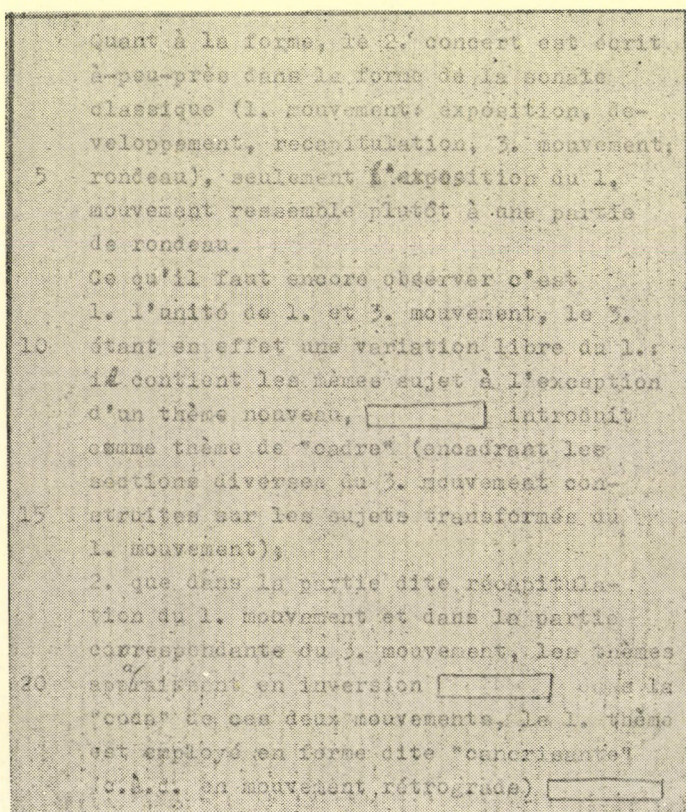 Quant à la forme, le 2. concert est écrit
à-peu-près dans la forme de la sonate
classique (1. mouvement: exposition, de-
veloppement, recapitulation, 3. mouvement:
5 rondeau), seulement l'exposition du 1.
mouvement ressemble plutôt à une partie
de rondeau.
Ce qu'il faut encore observer c'est
1. l'unité de 1. et 3. mouvement, le 3.
10 étant en effet une variation libre du 1.:
il contient les mêmes sujet à l'exception
d'un thème nouveau, introduit
comme thème de "cadre" (encadrant les
sections diverses du 3. mouvement con-
15 struites sur les sujets transformés du
1. mouvement);
2. que dans la partie dite récapitula-
tion du 1. mouvement et dans la partie
correspondante du 3. mouvement, les thèmes
20 apparaissent en inversion dans la
"coda" de ces deux mouvements, le 1. thème
est employé en forme dite "cancrisante"
(c.à.d. en mouvement rétrograde)